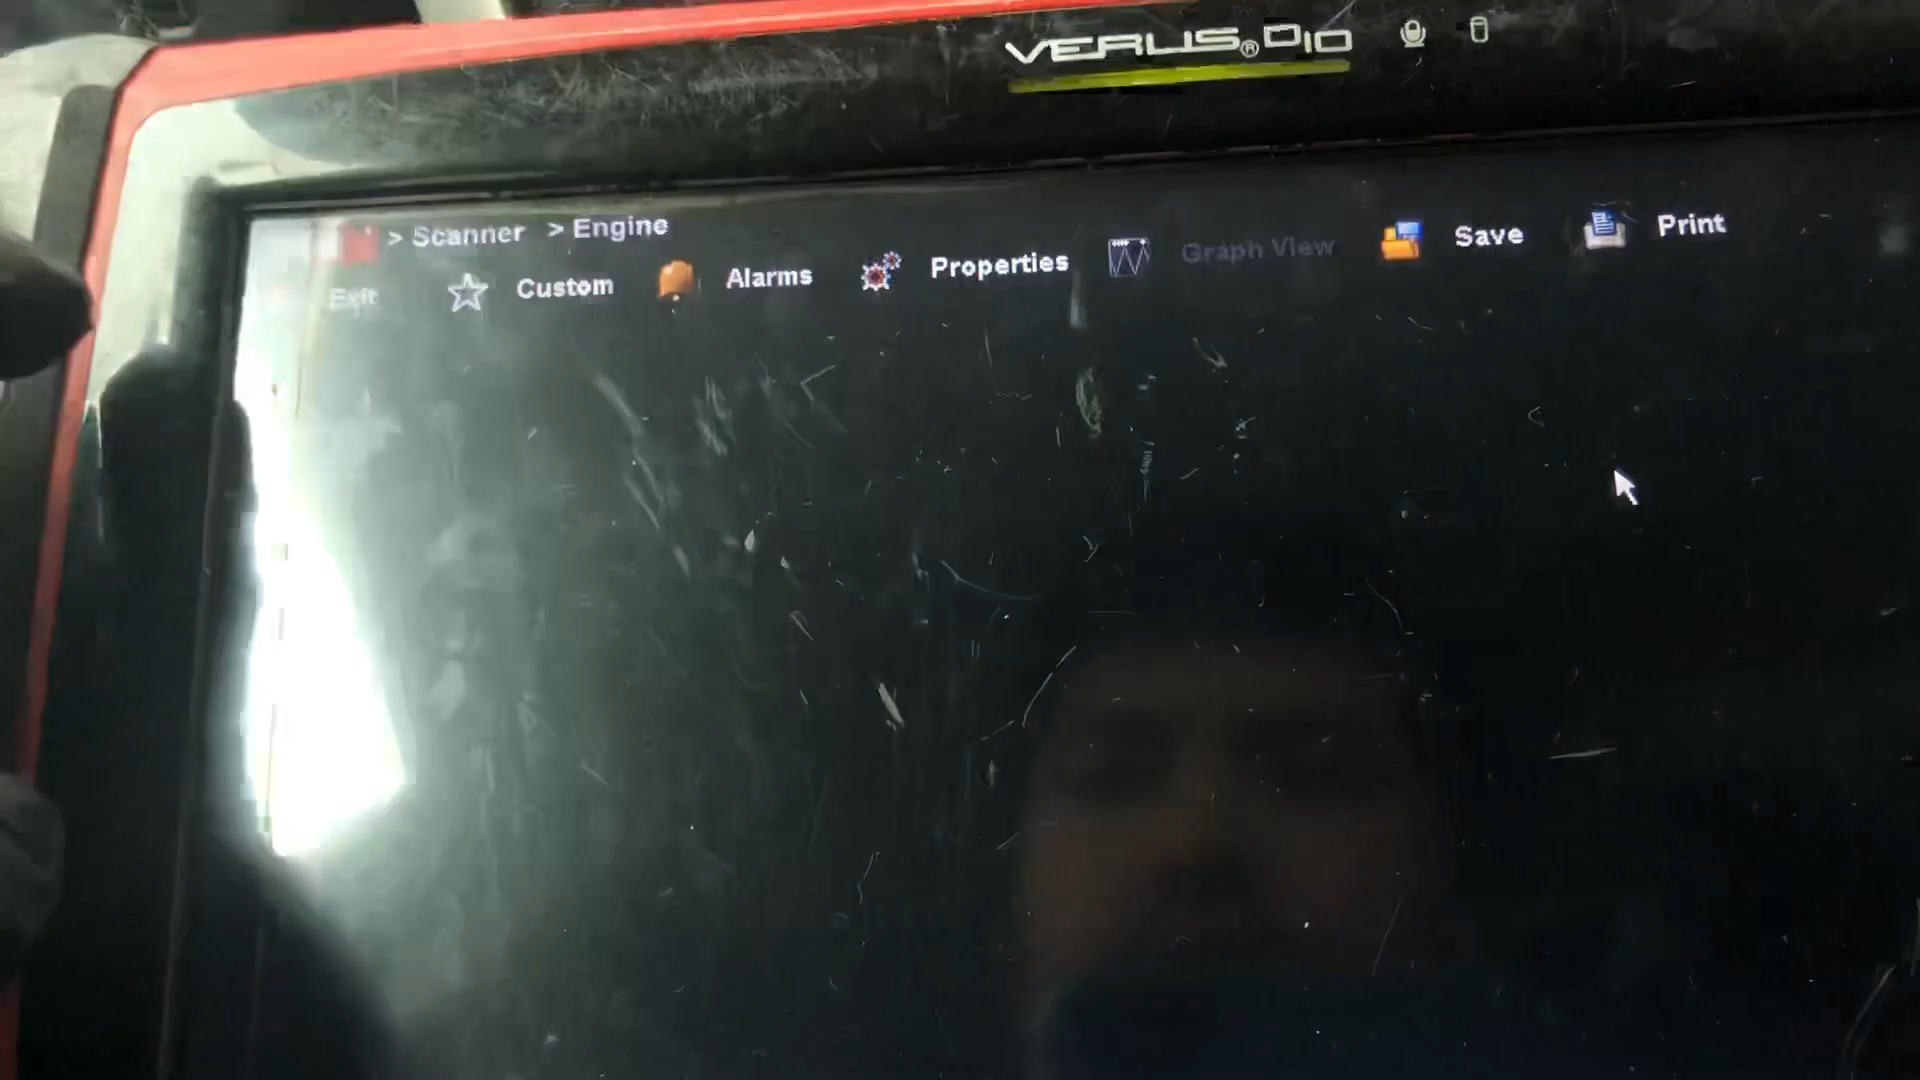 VERUS® D10
> Scanner > Engine
Exit Custom Alarms Properties Graph View Save Print